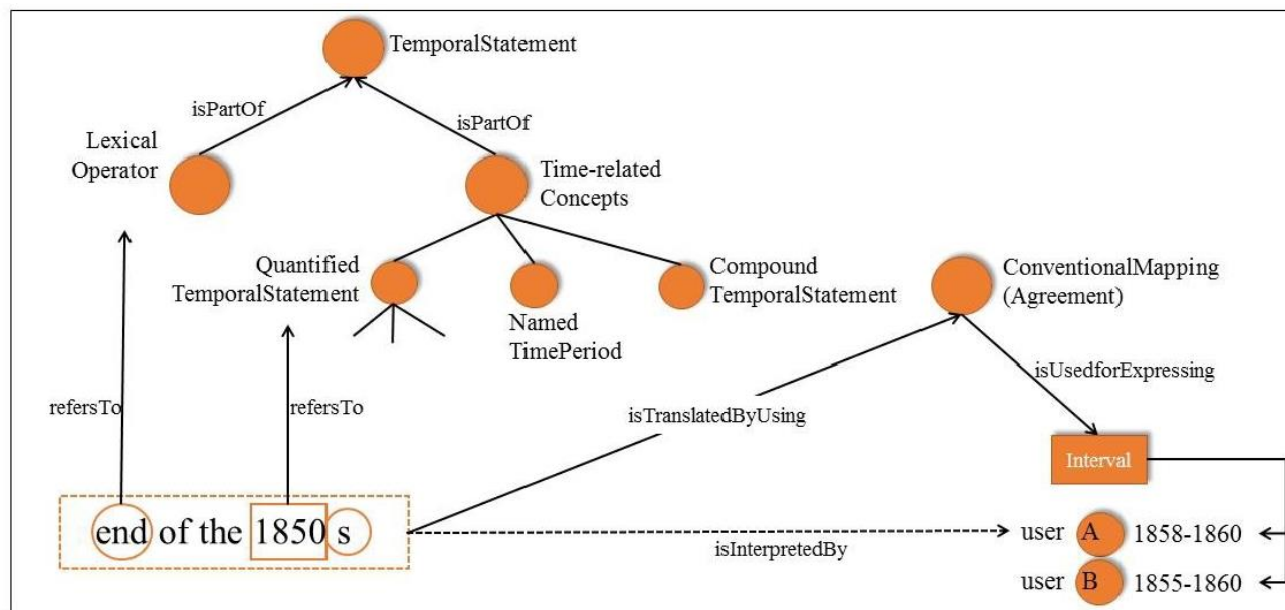 TemporalStatement
isPartOf
isPartOf
Lexical
Operator
Time-related
Concepts
Quantified
TemporalStatement
Named
TimePeriod
Compound
TemporalStatement
ConventionalMapping
(Agreement)
isUsedforExpressing
refersTo
refersTo
isTranslatedByUsing
Interval
end of the 1850 s
isInterpretedBy
user A 1858-1860
user B 1855-1860